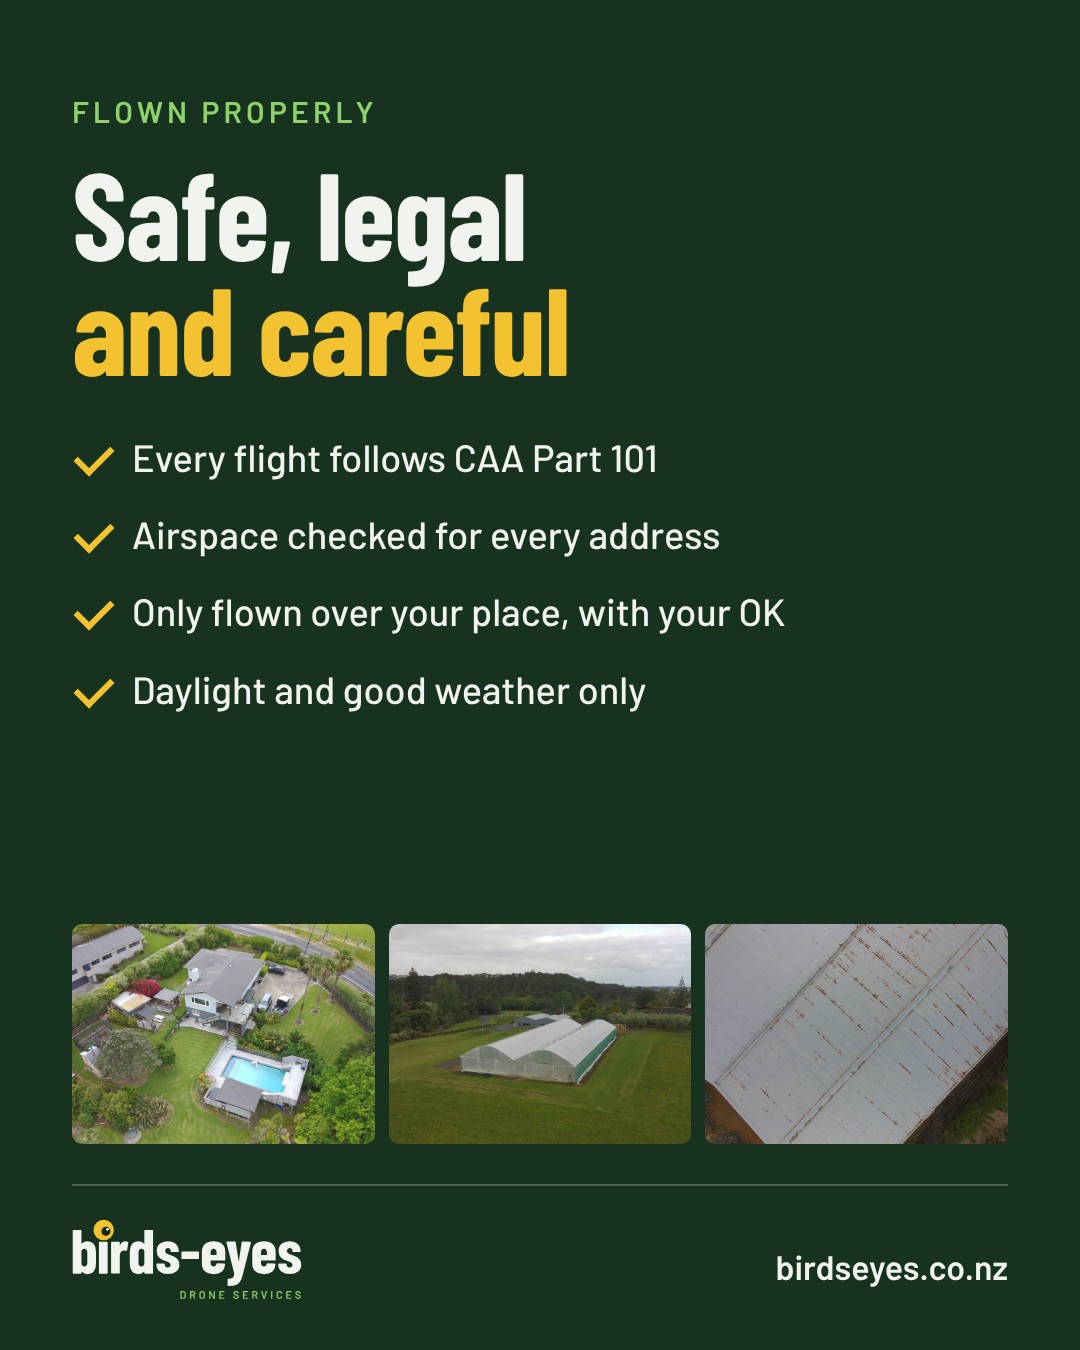 FLOWN PROPERLY
Safe, legal
and careful
Every flight follows CAA Part 101
Airspace checked for every address
Only flown over your place, with your OK
Daylight and good weather only
birds-eyes
DRONE SERVICES
birdseyes.co.nz